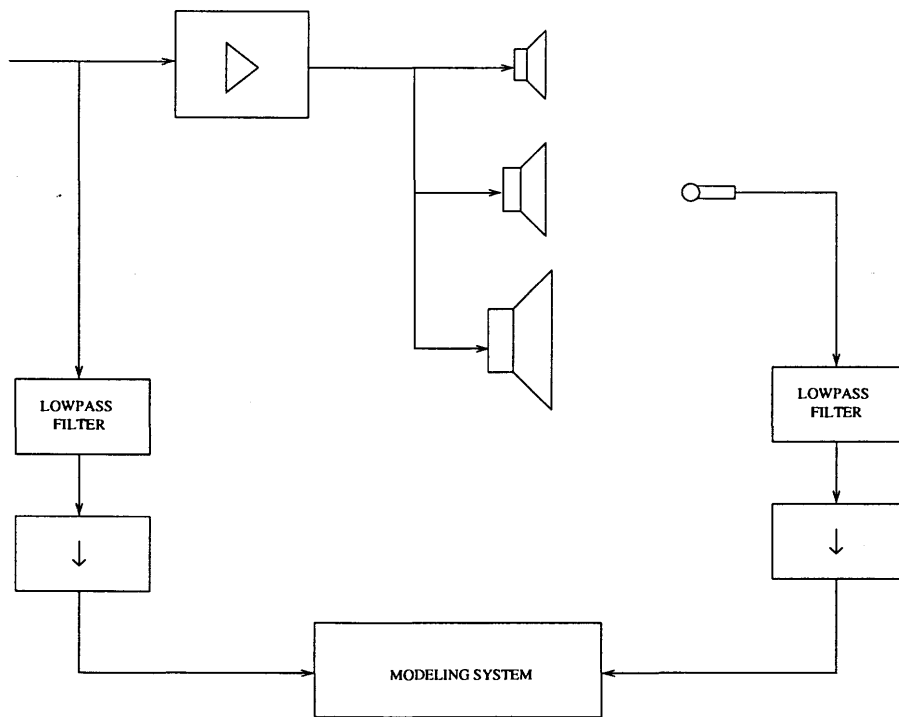 LOWPASS
FILTER
LOWPASS
FILTER
MODELING SYSTEM